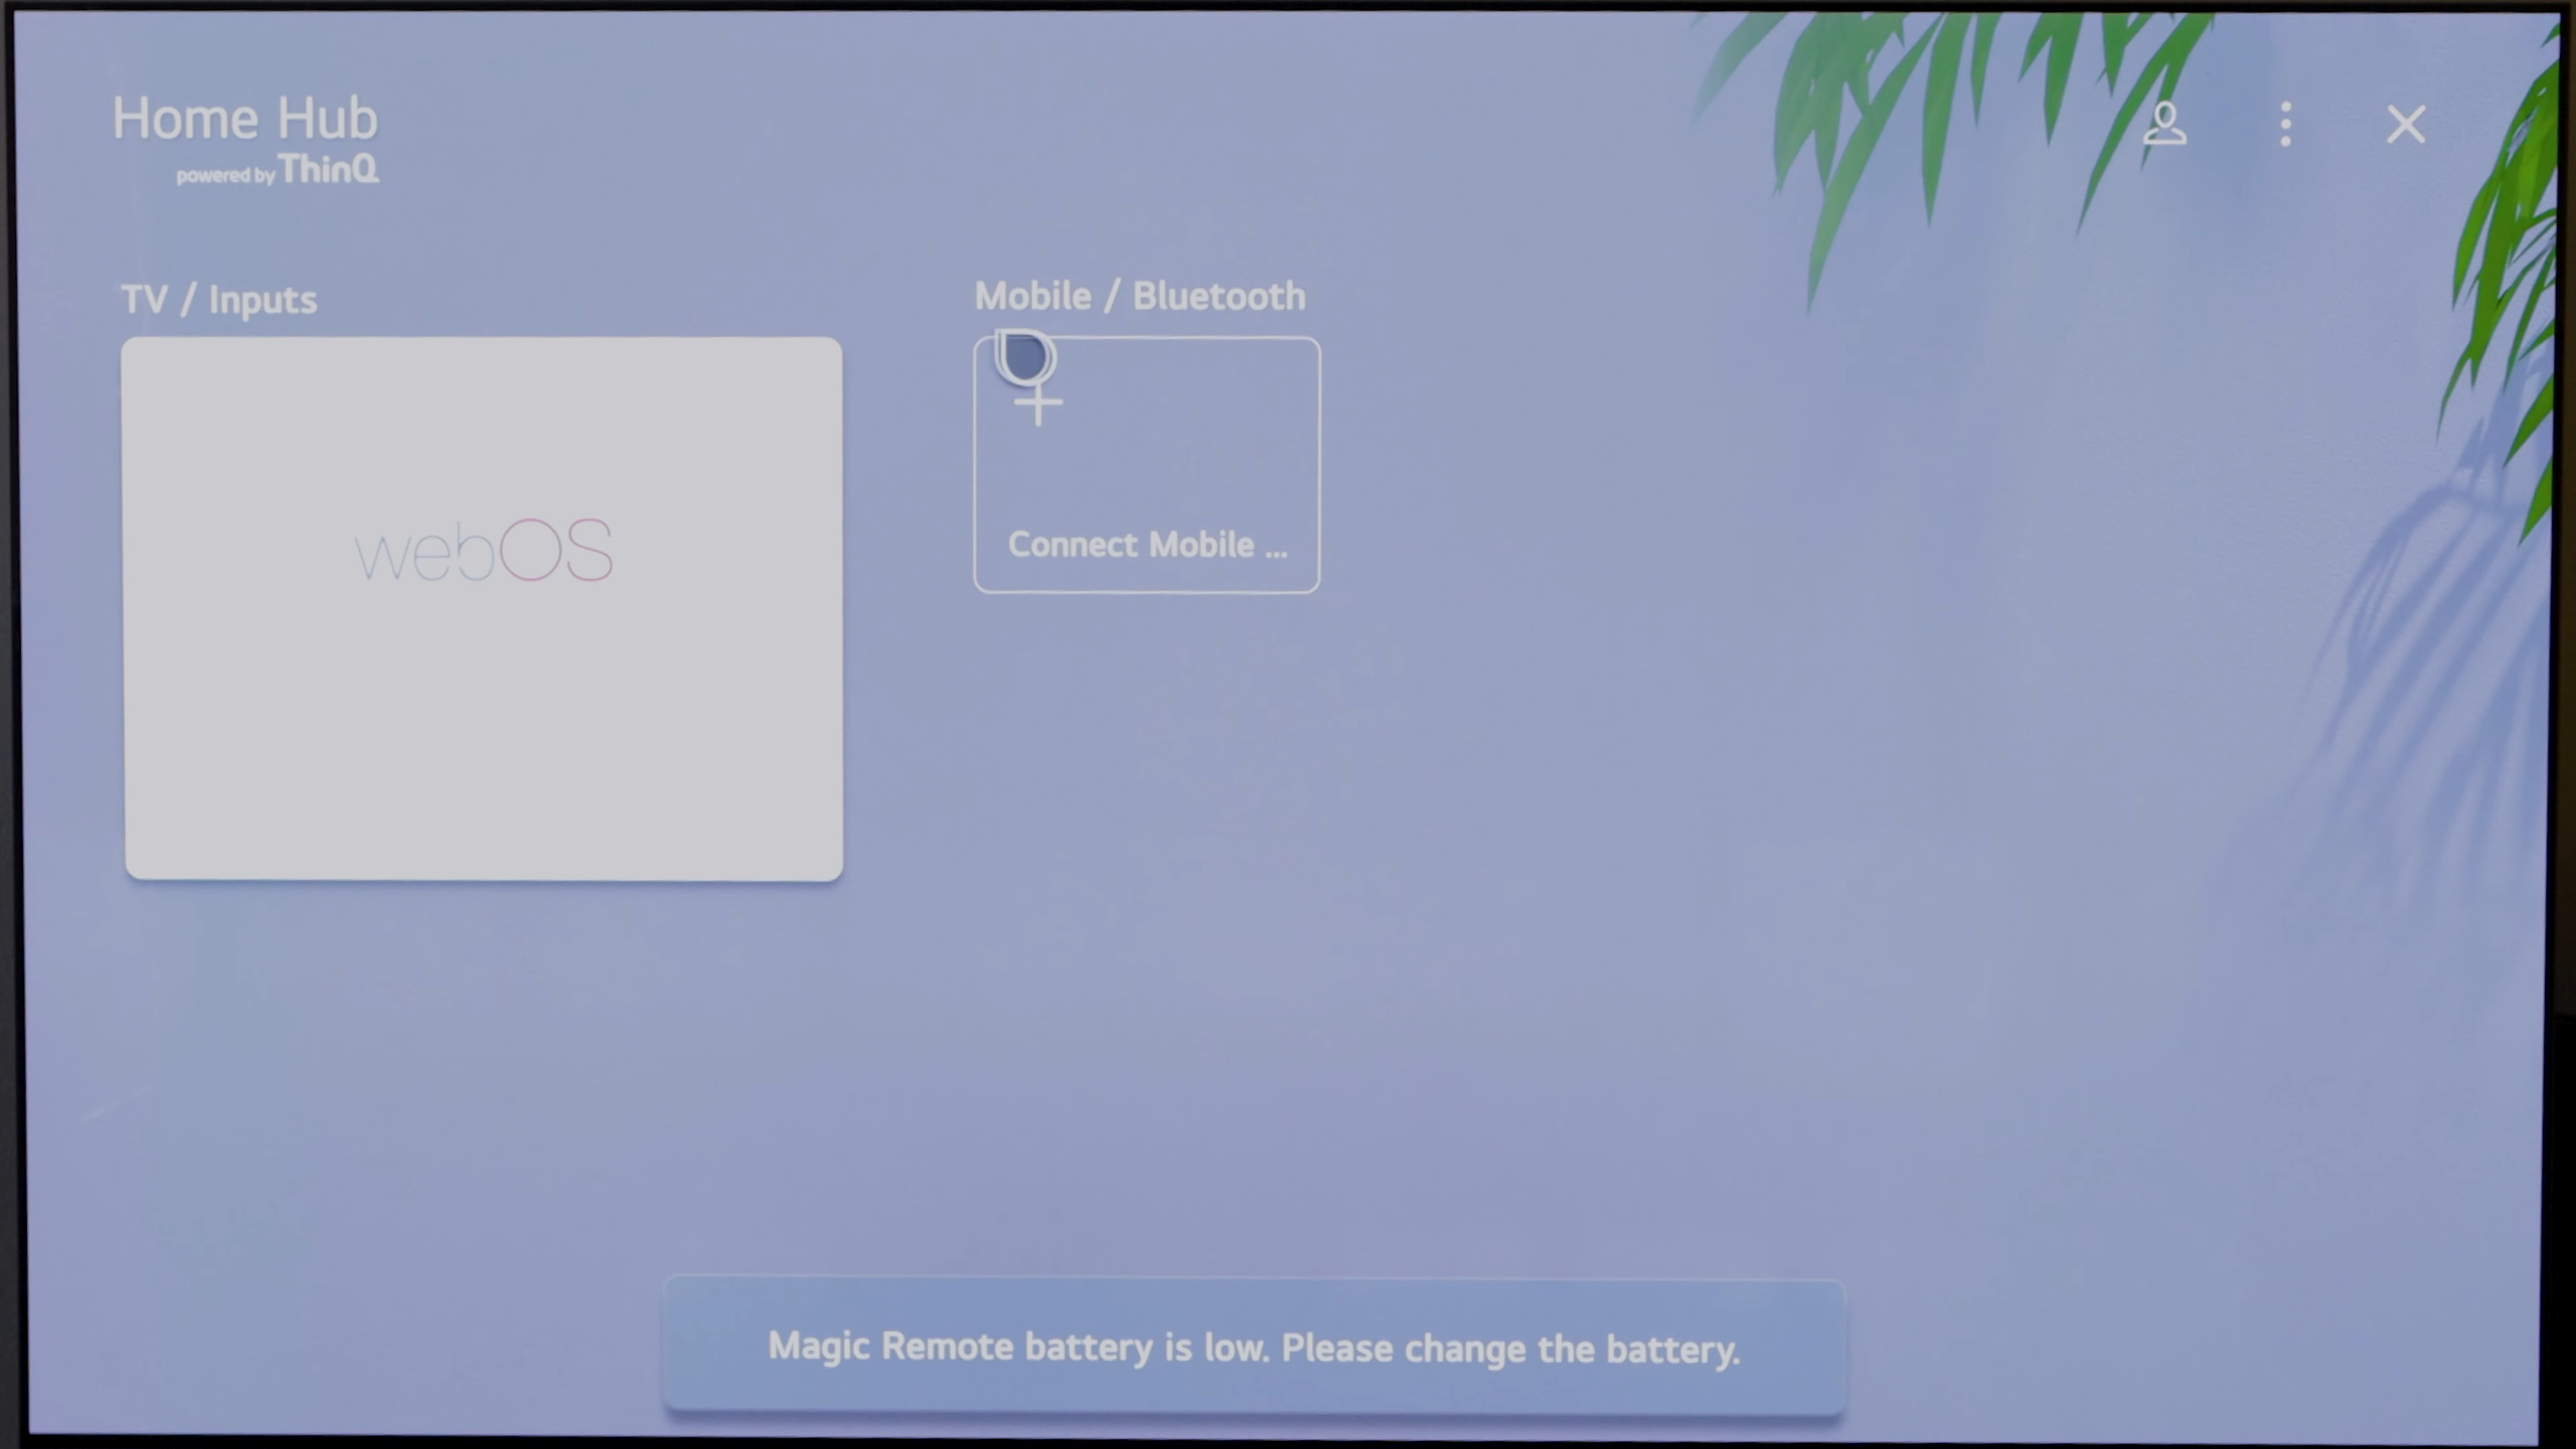 Home Hub
powered by ThinQ
TV / Inputs
Mobile / Bluetooth
webOS
Connect Mobile ...
Magic Remote battery is low. Please change the battery.